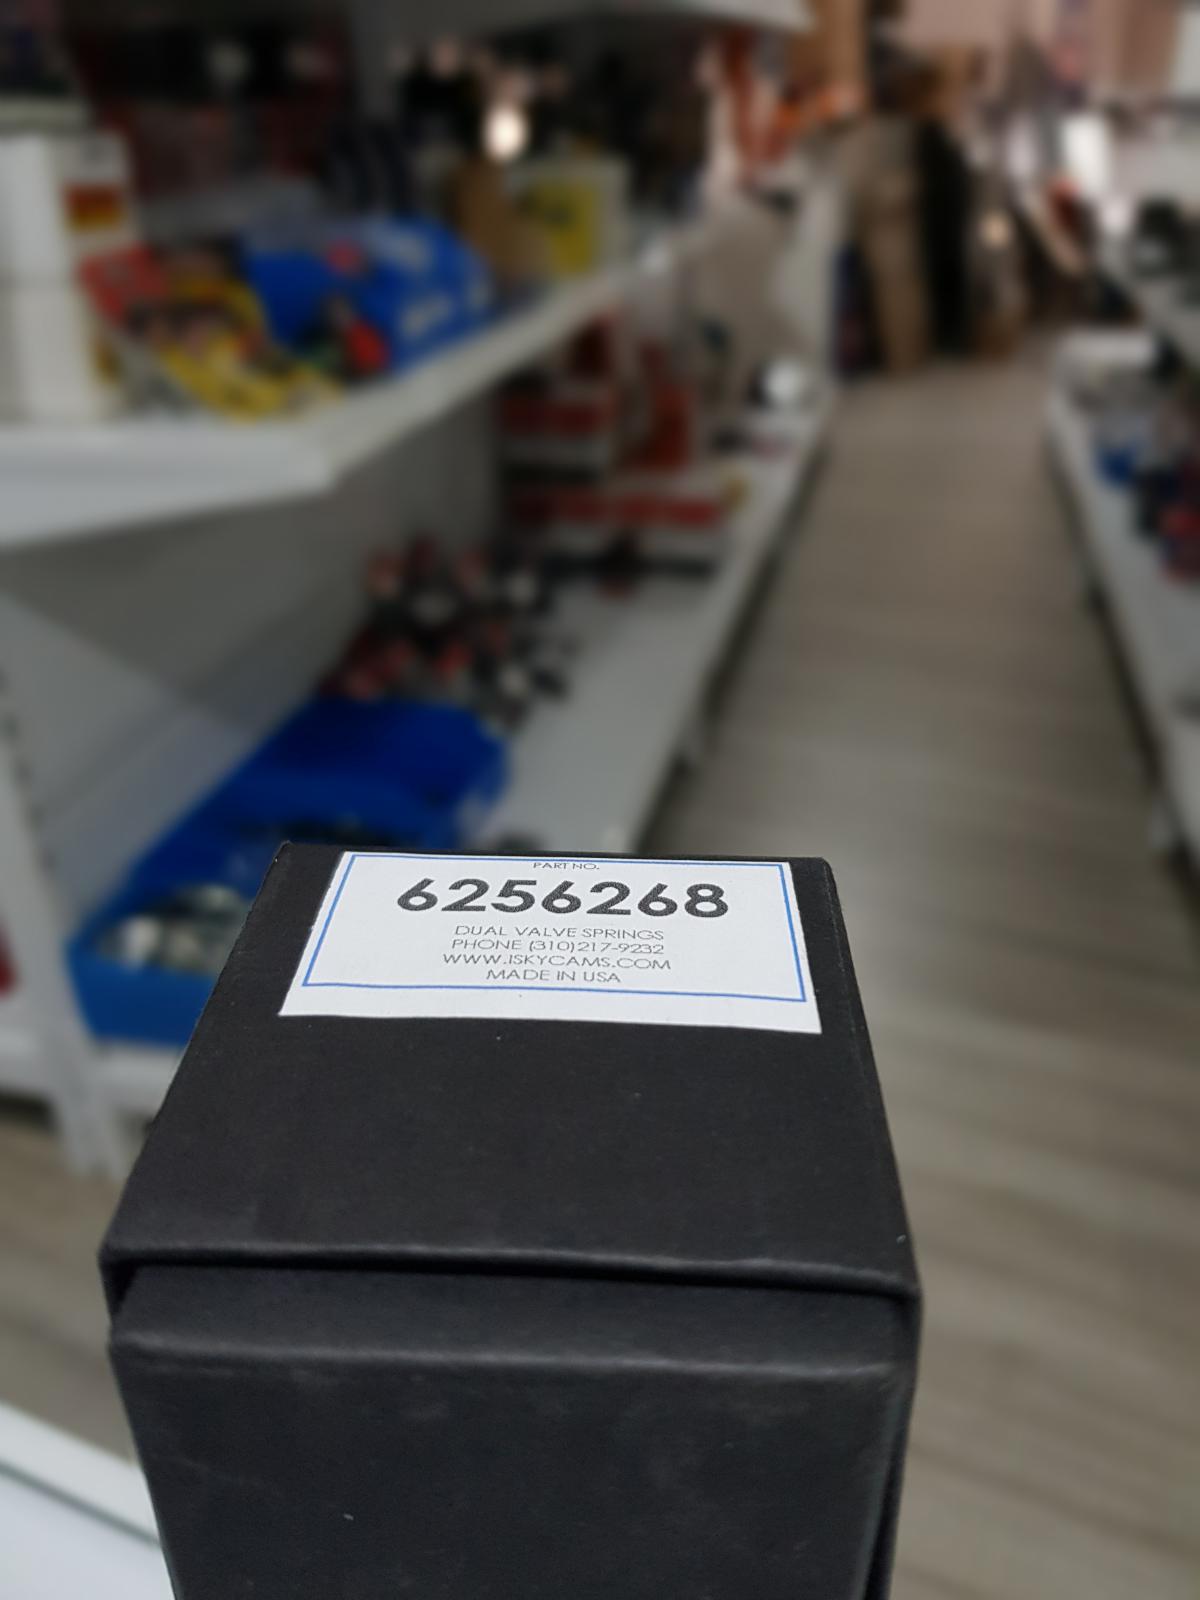 PART NO.
6256268
DUAL VALVE SPRINGS
PHONE (310)217-9232
WWW.ISKYCAMS.COM
MADE IN USA